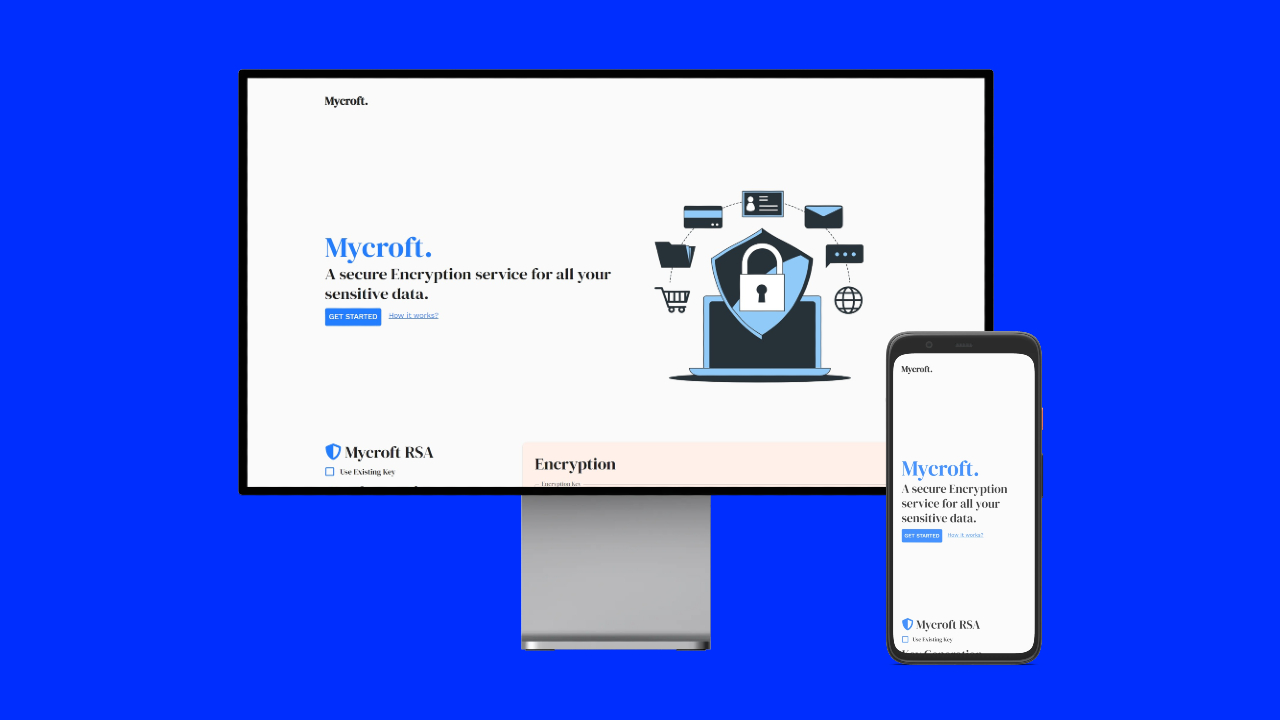 Mycroft.
Mycroft.
A secure Encryption service for all your
sensitive data.
GET STARTED How it works?
Mycroft RSA
Use Existing Key
Encryption
Encryption Key
Mycroft.
Mycroft.
A secure Encryption
service for all your
sensitive data.
GET STARTED How it works?
Mycroft RSA
Use Existing Key
Key Generation